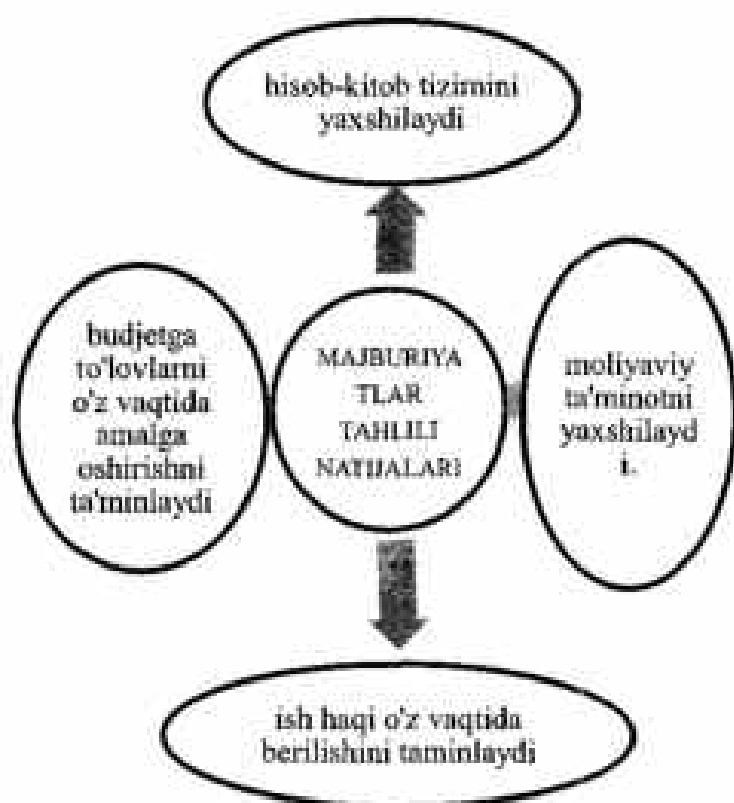 hisob-kitob tizimini
yaxshilaydi
budjetga
to'lovlarni
o'z vaqtida
amalga
oshirishni
ta'minlaydi
MAJBURIYA
TLAR
TAHLILI
NATIJALARI
moliyaviy
ta'minotni
yaxshilayd
i.
ish haqi o'z vaqtida
berilishini taminlaydi